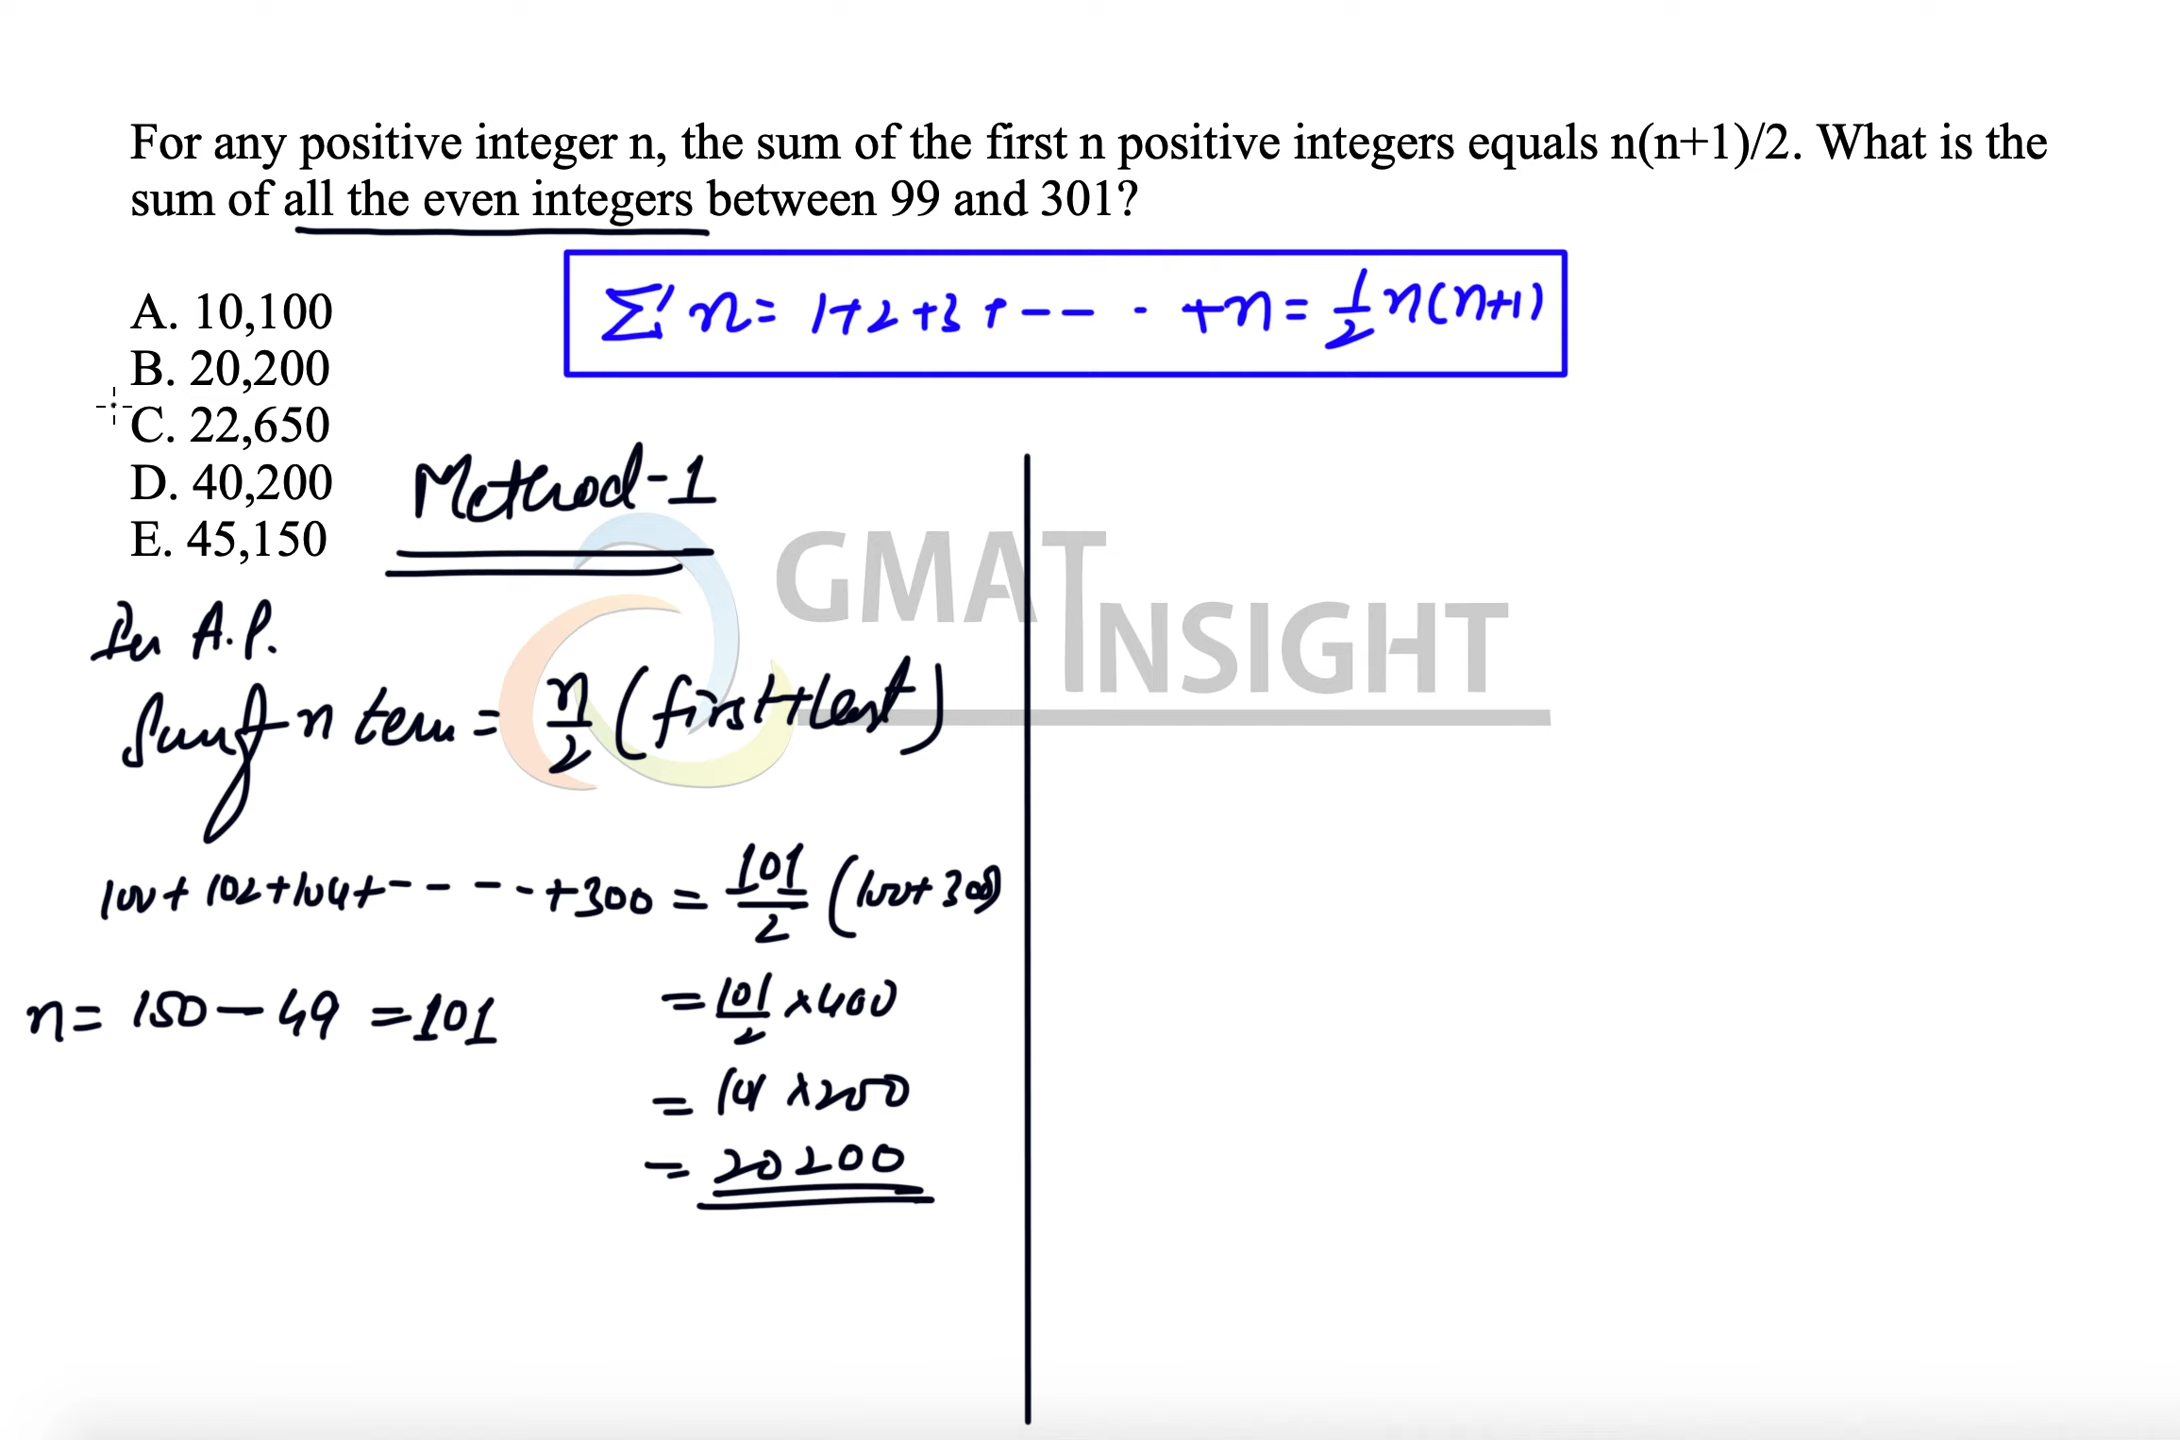 For any positive integer n, the sum of the first n positive integers equals n(n+1)/2. What is the
sum of all the even integers between 99 and 301?
Σ n = 1+2+3+-- - +n = 1/2 n(n+1)
A. 10,100
B. 20,200
C. 22,650
D. 40,200
E. 45,150
Method-1
GMAT INSIGHT
A.P.
Sum of n term = n/2 (first+last)
100+102+104+-- - - - +300 = 101/2 (100+300)
n = 150-49 = 101
= 101/2 ×400
= 101 ×200
= 20200